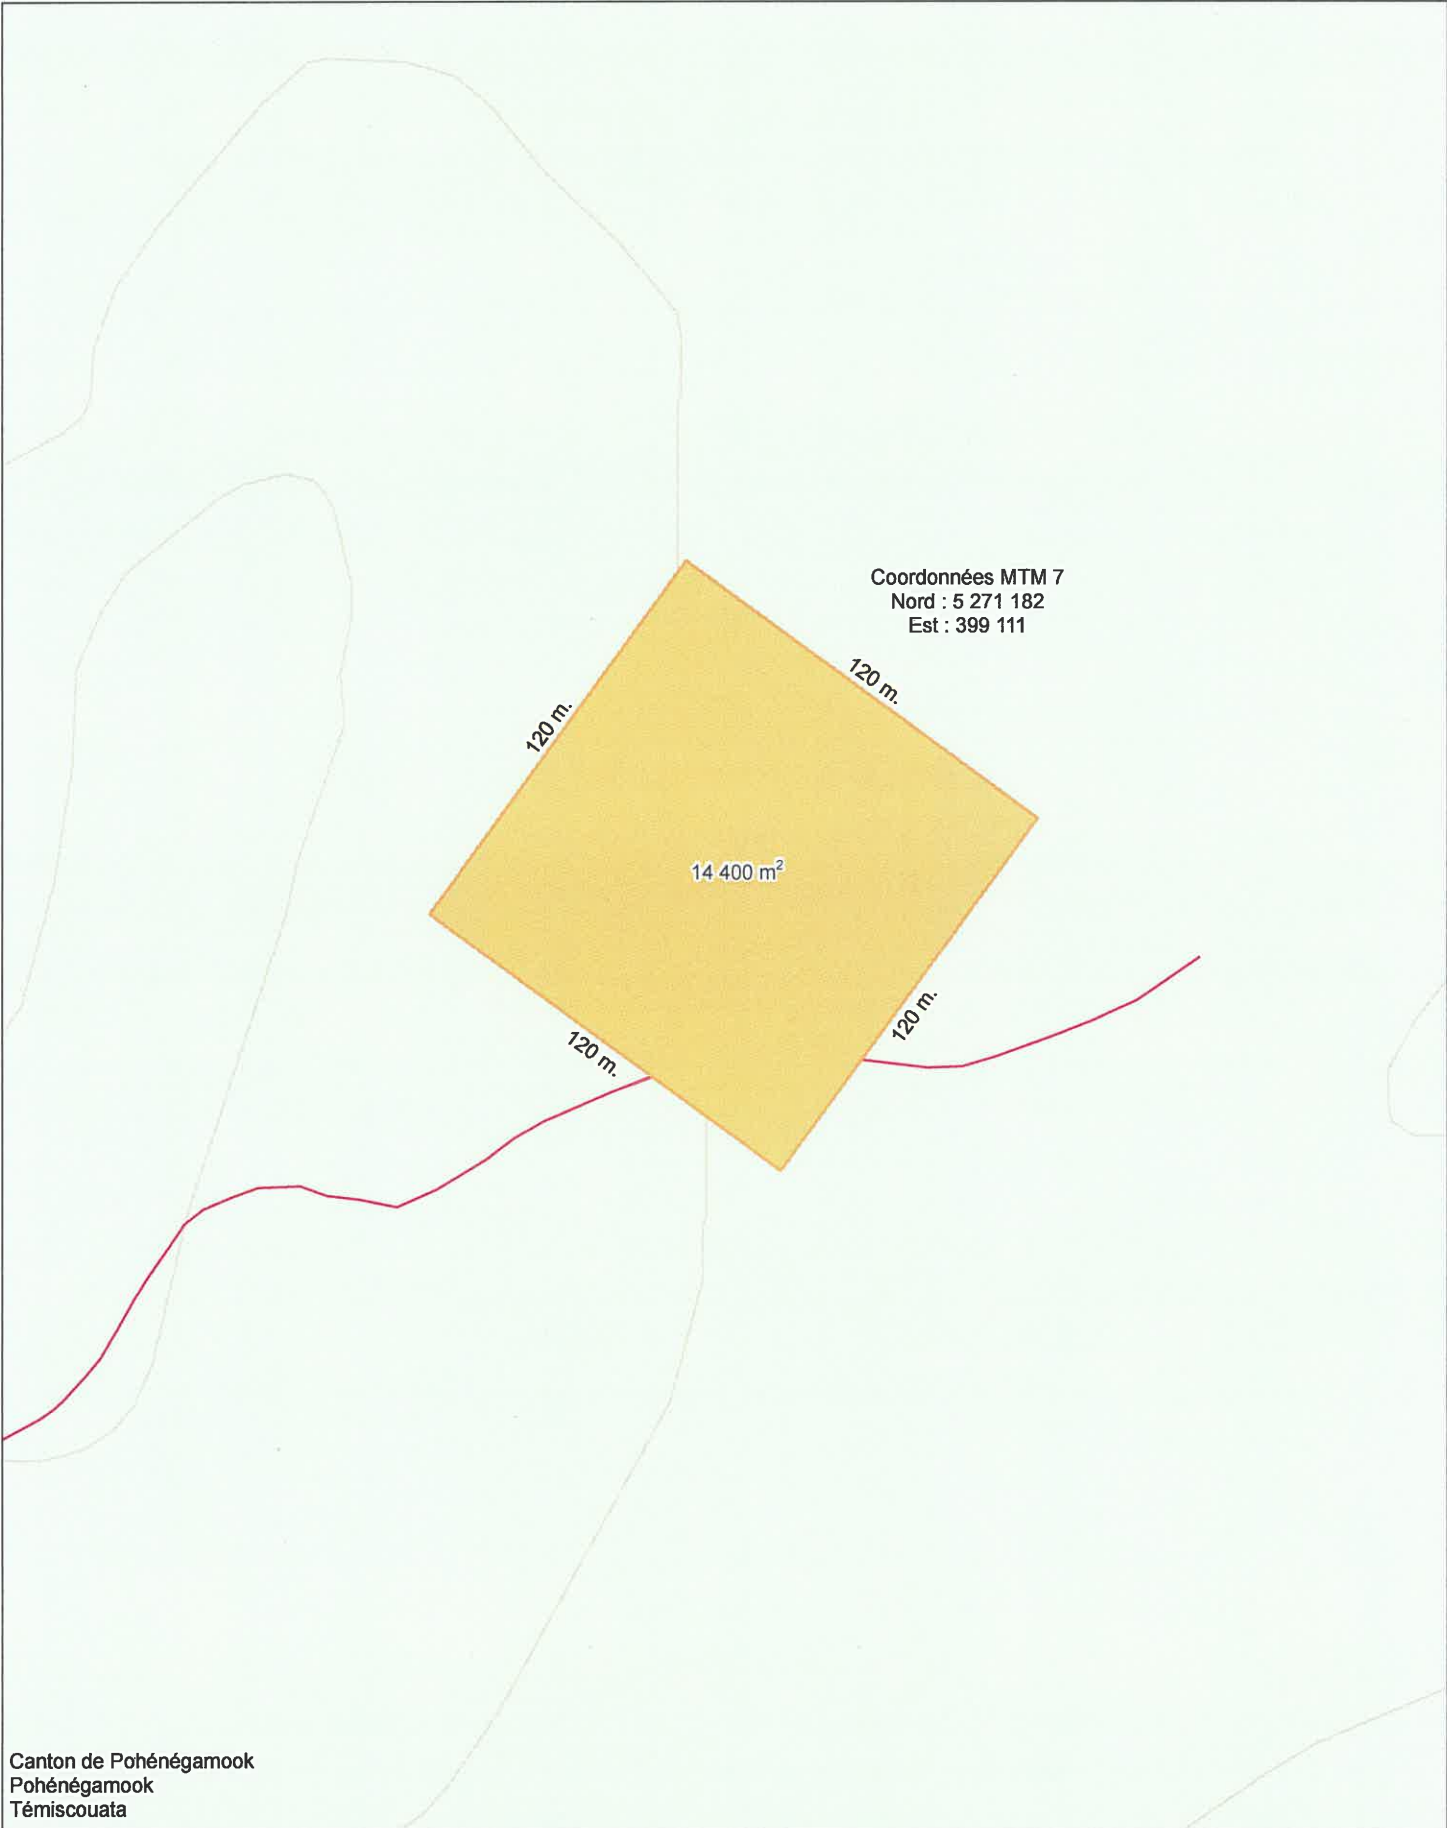 Coordonnées MTM 7
Nord : 5 271 182
Est : 399 111
120 m.
120 m.
14 400 m²
120 m.
120 m.
Canton de Pohénégamook
Pohénégamook
Témiscouata